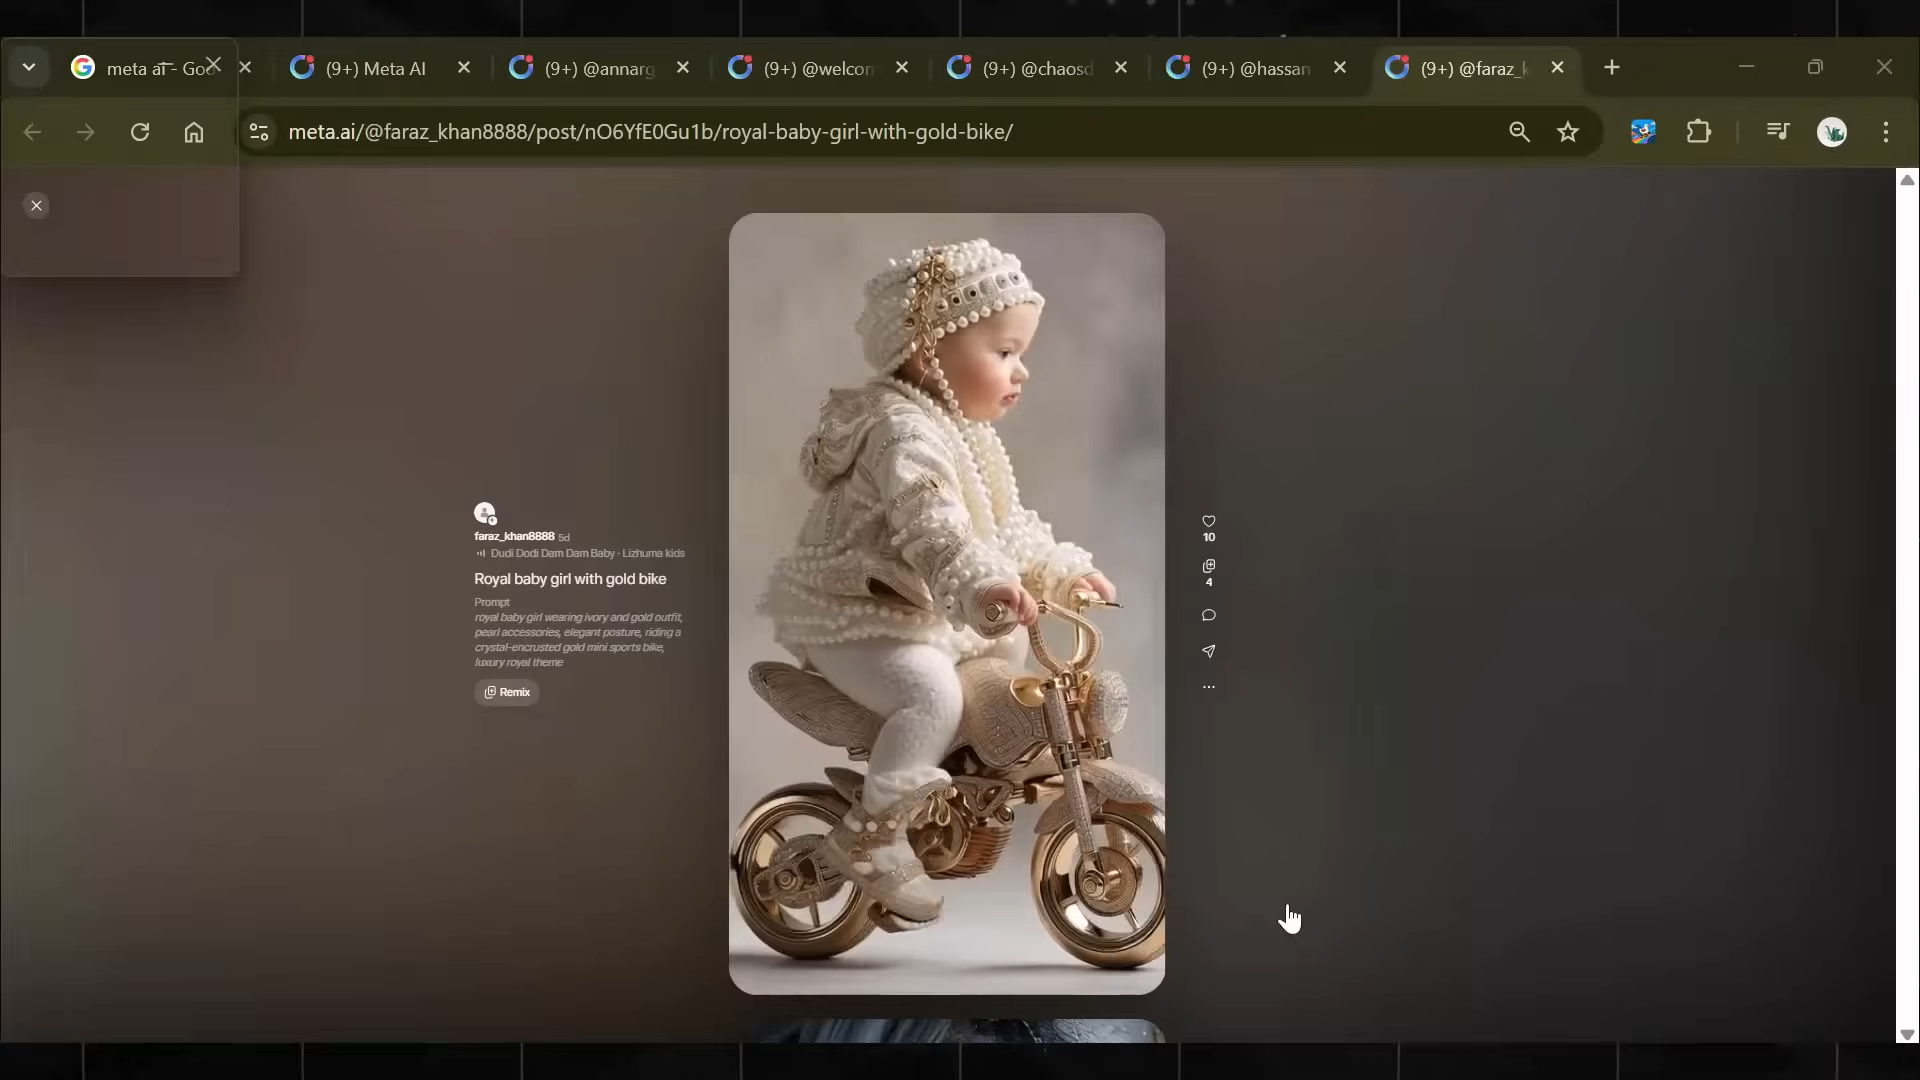 meta ai - Goo
(9+) Meta AI
(9+) @annarg
(9+) @welcon
(9+) @chaosd
(9+) @hassan
(9+) @faraz_k
meta.ai/@faraz_khan8888/post/nO6YfE0Gu1b/royal-baby-girl-with-gold-bike/
faraz_khan8888 5d
Dudi Dodi Dam Dam Baby · Lizhuma kids
Royal baby girl with gold bike
Prompt
royal baby girl wearing ivory and gold outfit,
pearl accessories, elegant posture, riding a
crystal-encrusted gold mini sports bike,
luxury royal theme
Remix
10
4